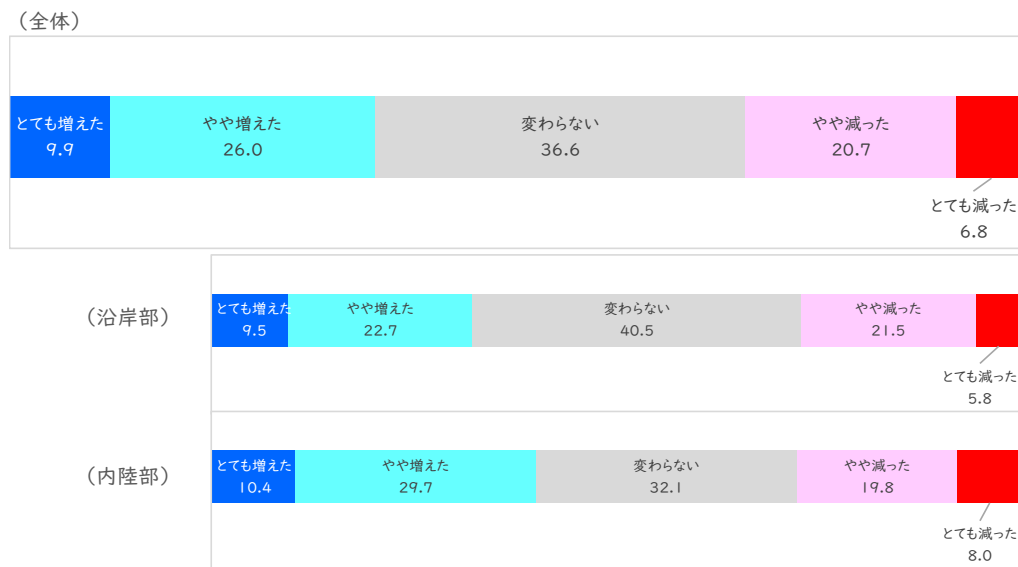 （全体）
とても増えた やや増えた 変わらない やや減った
9.9 26.0 36.6 20.7
とても減った
6.8
（沿岸部）
とても増えた やや増えた 変わらない やや減った
9.5 22.7 40.5 21.5
とても減った
5.8
（内陸部）
とても増えた やや増えた 変わらない やや減った
10.4 29.7 32.1 19.8
とても減った
8.0